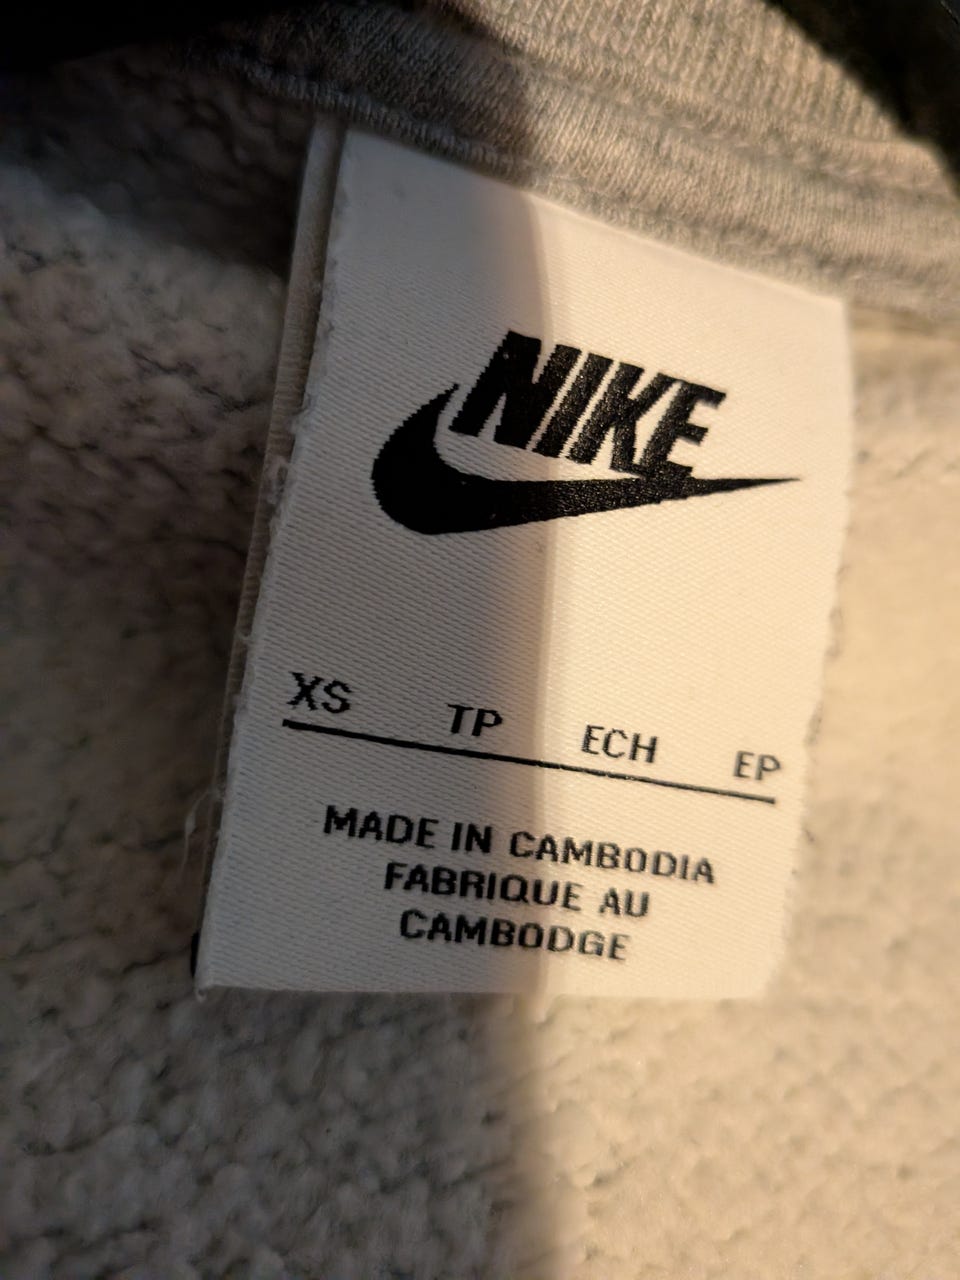 NIKE
XS TP ECH EP
MADE IN CAMBODIA
FABRIQUE AU
CAMBODGE